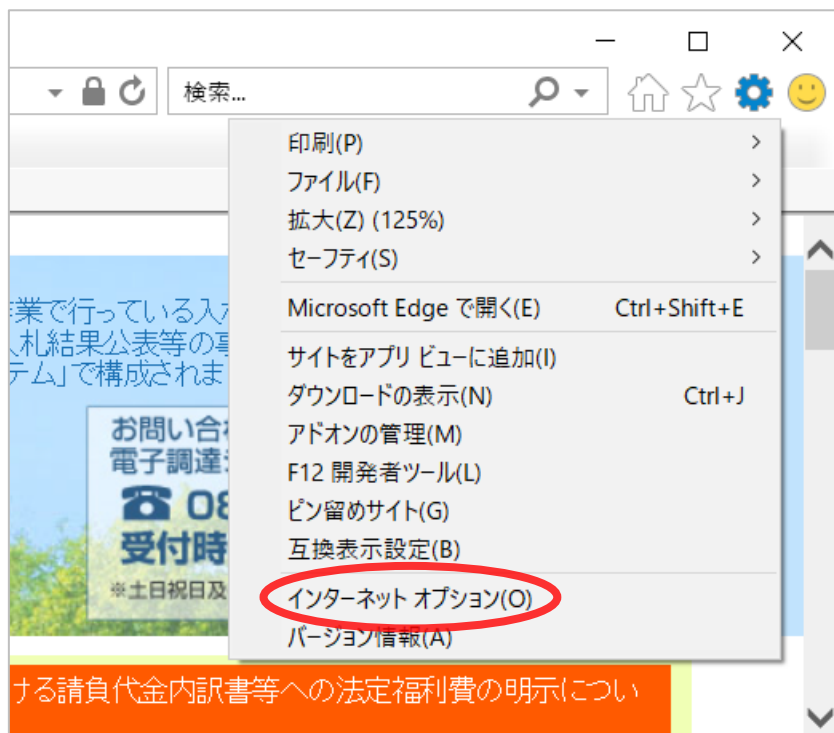 検索...
印刷(P)
ファイル(F)
拡大(Z) (125%)
セーフティ(S)
Microsoft Edge で開く(E) Ctrl+Shift+E
サイトをアプリ ビューに追加(I)
ダウンロードの表示(N) Ctrl+J
アドオンの管理(M)
F12 開発者ツール(L)
ピン留めサイト(G)
互換表示設定(B)
インターネット オプション(O)
バージョン情報(A)
業で行っている入
札結果公表等の
テム」で構成されま
お問い合
電子調達
☎ 08
受付時
※土日祝日及
ける請負代金内訳書等への法定福利費の明示につい